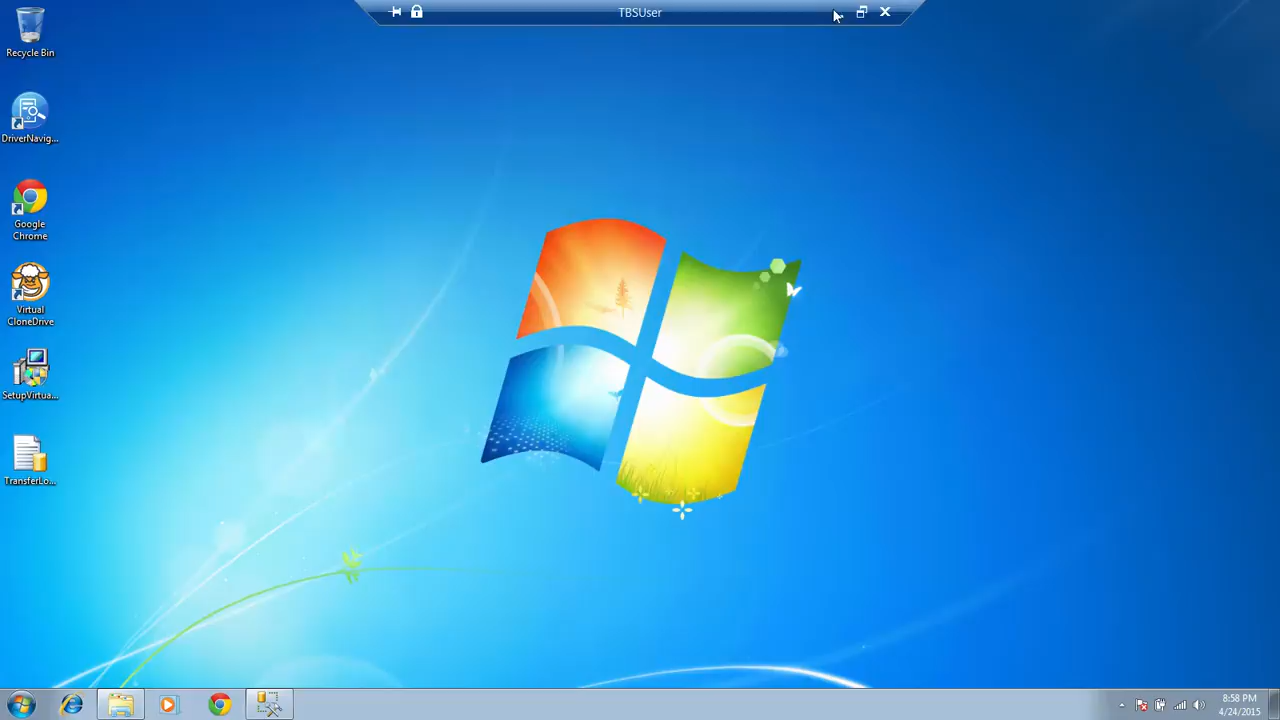 TBSUser
Recycle Bin
DriverNavig...
Google
Chrome
Virtual
CloneDrive
SetupVirtua...
TransferLo...
8:58 PM
4/24/2015